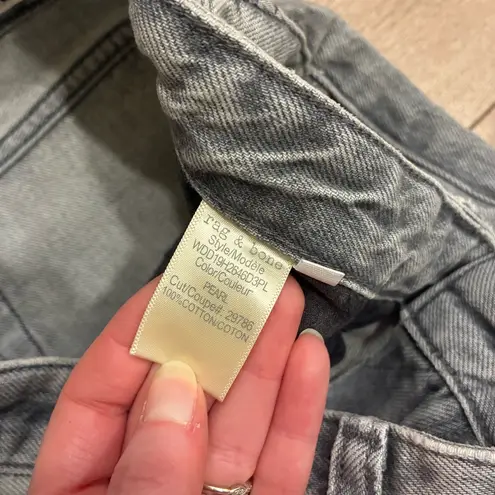 rag & bone
Style/Modèle
WDD19H2646D3PL
Color/Couleur
PEARL
Cut/Coupe# 29786
100%COTTON/COTON